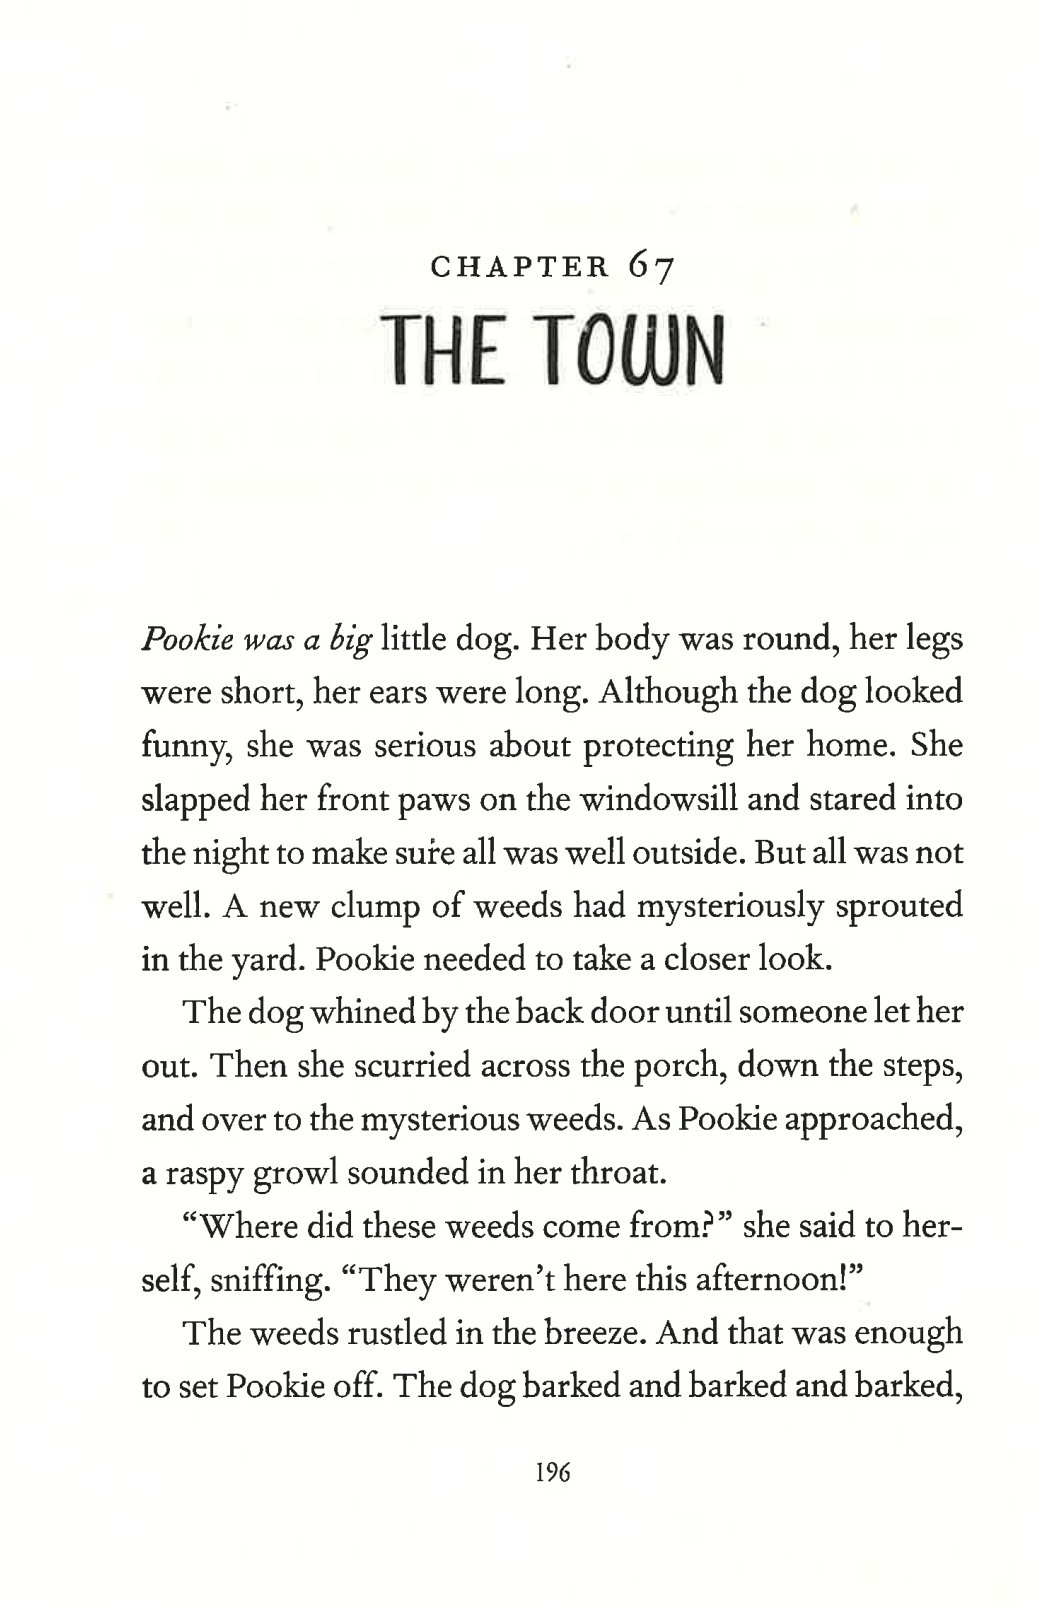 CHAPTER 67
THE TOWN
Pookie was a big little dog. Her body was round, her legs
were short, her ears were long. Although the dog looked
funny, she was serious about protecting her home. She
slapped her front paws on the windowsill and stared into
the night to make sure all was well outside. But all was not
well. A new clump of weeds had mysteriously sprouted
in the yard. Pookie needed to take a closer look.
The dog whined by the back door until someone let her
out. Then she scurried across the porch, down the steps,
and over to the mysterious weeds. As Pookie approached,
a raspy growl sounded in her throat.
“Where did these weeds come from?” she said to her-
self, sniffing. “They weren’t here this afternoon!”
The weeds rustled in the breeze. And that was enough
to set Pookie off. The dog barked and barked and barked,
196